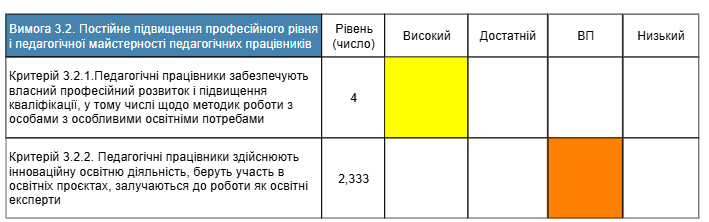 Вимога 3.2. Постійне підвищення професійного рівня
і педагогічної майстерності педагогічних працівників
Рівень
(число)
Високий
Достатній
ВП
Низький
Критерій 3.2.1.Педагогічні працівники забезпечують
власний професійний розвиток і підвищення
кваліфікації, у тому числі щодо методик роботи з
особами з особливими освітніми потребами
4
Критерій 3.2.2. Педагогічні працівники здійснюють
інноваційну освітню діяльність, беруть участь в
освітніх проєктах, залучаються до роботи як освітні
експерти
2,333